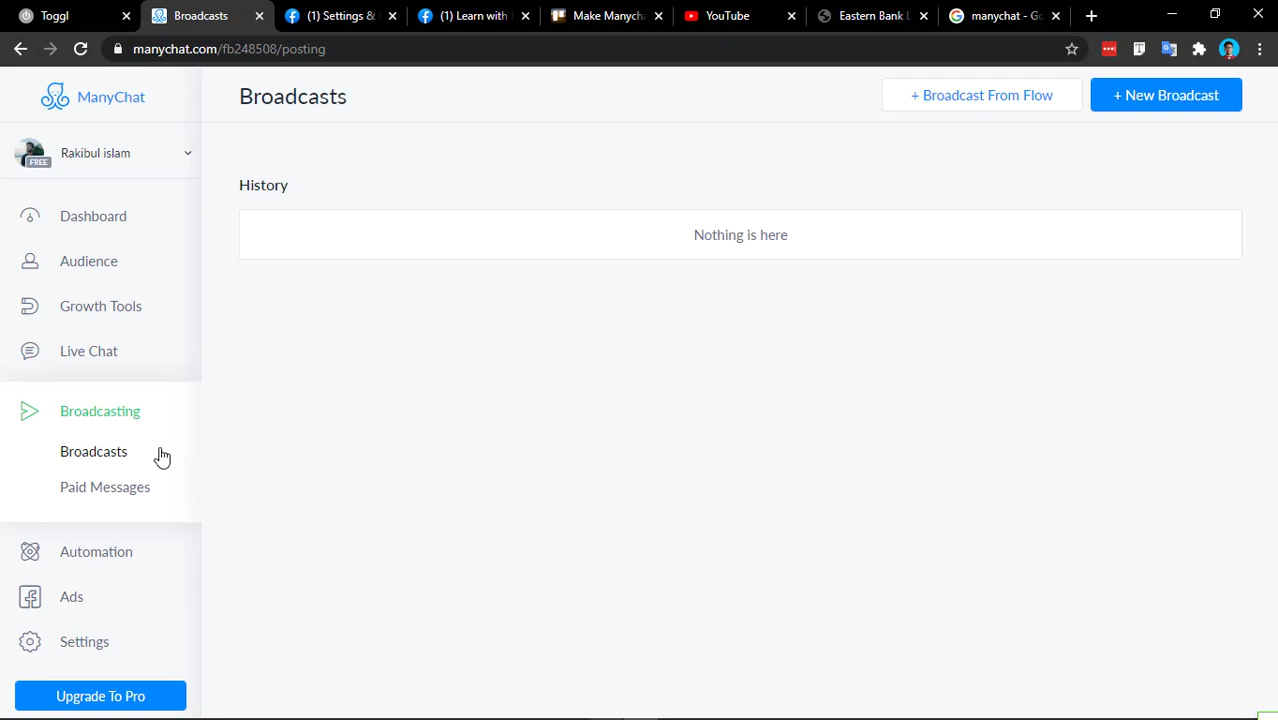 Toggl
Broadcasts
(1) Settings &
(1) Learn with
Make Manycha
YouTube
Eastern Bank L
manychat - Go
manychat.com/fb248508/posting
ManyChat
Broadcasts
+ Broadcast From Flow
+ New Broadcast
Rakibul islam
FREE
History
Nothing is here
Dashboard
Audience
Growth Tools
Live Chat
Broadcasting
Broadcasts
Paid Messages
Automation
Ads
Settings
Upgrade To Pro